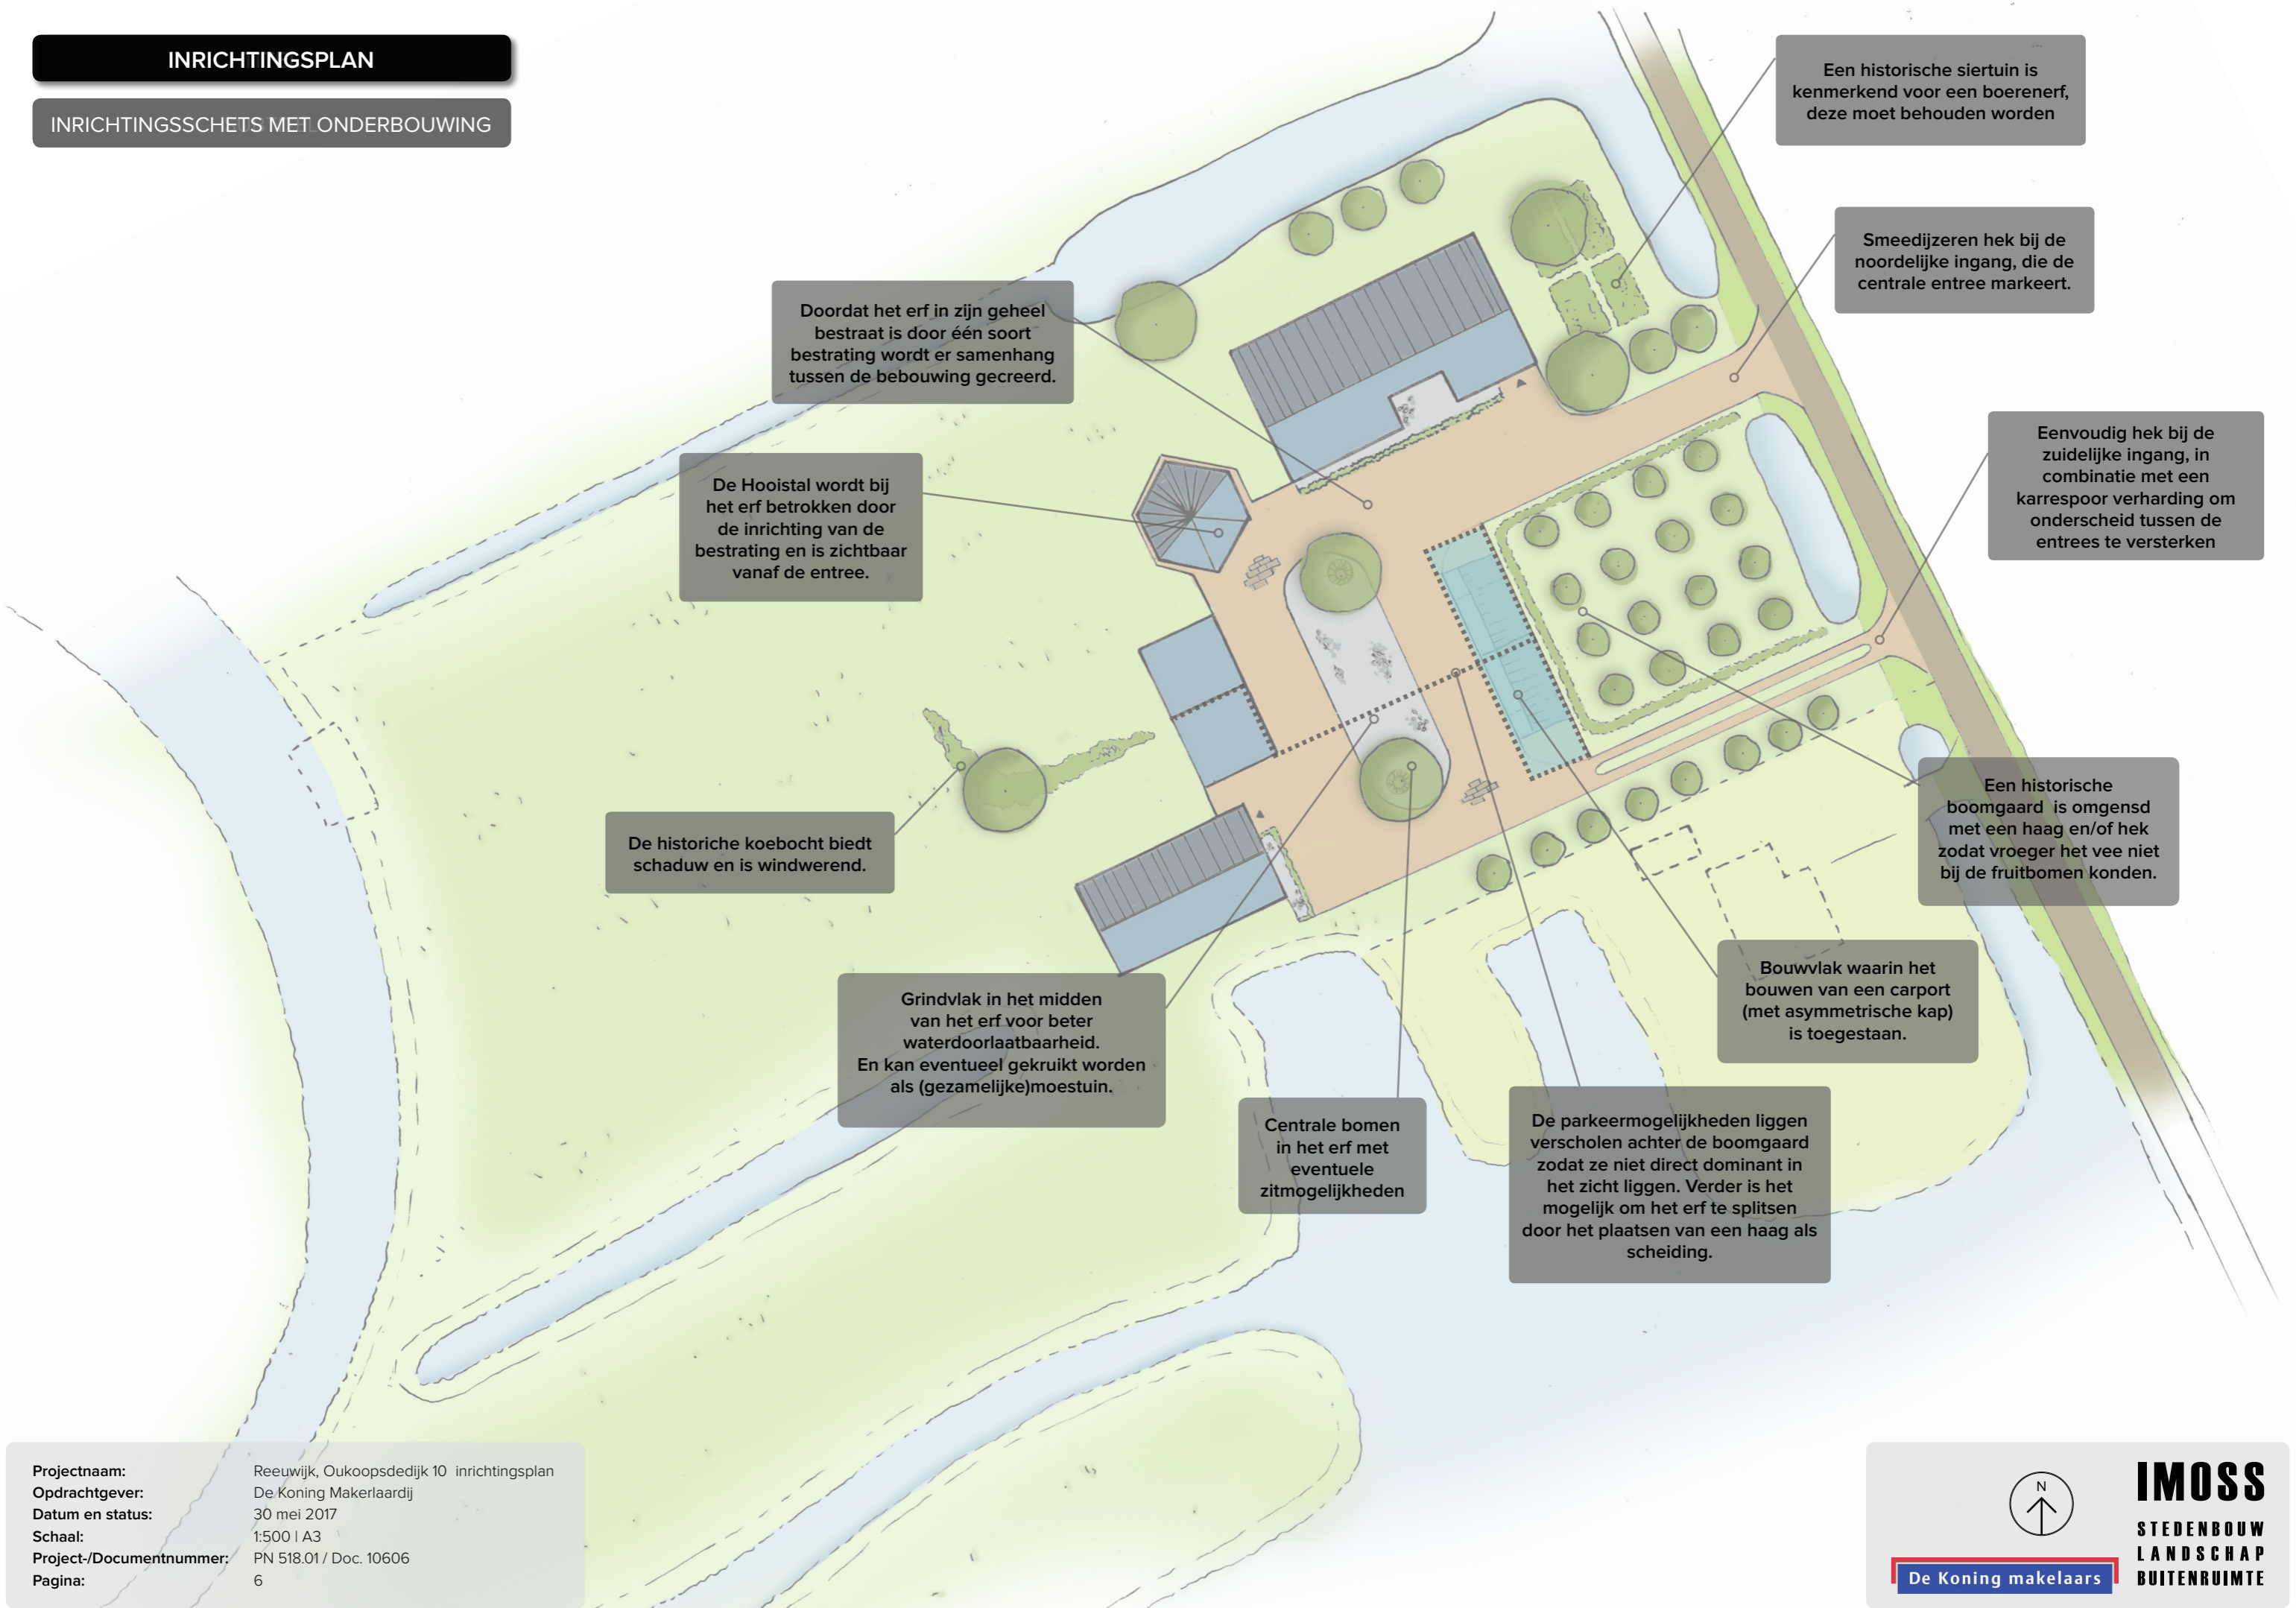 INRICHTINGSPLAN
INRICHTINGSSCHETS MET ONDERBOUWING
Een historische siertuin is
kenmerkend voor een boerenerf,
deze moet behouden worden
Smeedijzeren hek bij de
noordelijke ingang, die de
centrale entree markeert.
Doordat het erf in zijn geheel
bestraat is door één soort
bestrating wordt er samenhang
tussen de bebouwing gecreerd.
Eenvoudig hek bij de
zuidelijke ingang, in
combinatie met een
karrespoor verharding om
onderscheid tussen de
entrees te versterken
De Hooistal wordt bij
het erf betrokken door
de inrichting van de
bestrating en is zichtbaar
vanaf de entree.
Een historische
boomgaard is omgensd
met een haag en/of hek
zodat vroeger het vee niet
bij de fruitbomen konden.
De historiche koebocht biedt
schaduw en is windwerend.
Bouwvlak waarin het
bouwen van een carport
(met asymmetrische kap)
is toegestaan.
Grindvlak in het midden
van het erf voor beter
waterdoorlaatbaarheid.
En kan eventueel gekruikt worden
als (gezamelijke)moestuin.
Centrale bomen
in het erf met
eventuele
zitmogelijkheden
De parkeermogelijkheden liggen
verscholen achter de boomgaard
zodat ze niet direct dominant in
het zicht liggen. Verder is het
mogelijk om het erf te splitsen
door het plaatsen van een haag als
scheiding.
Projectnaam: Reeuwijk, Oukoopsdedijk 10 inrichtingsplan
Opdrachtgever: De Koning Makerlaardij
Datum en status: 30 mei 2017
Schaal: 1:500 | A3
Project-/Documentnummer: PN 518.01 / Doc. 10606
Pagina: 6
N
De Koning makelaars
IMOSS
STEDENBOUW
LANDSCHAP
BUITENRUIMTE